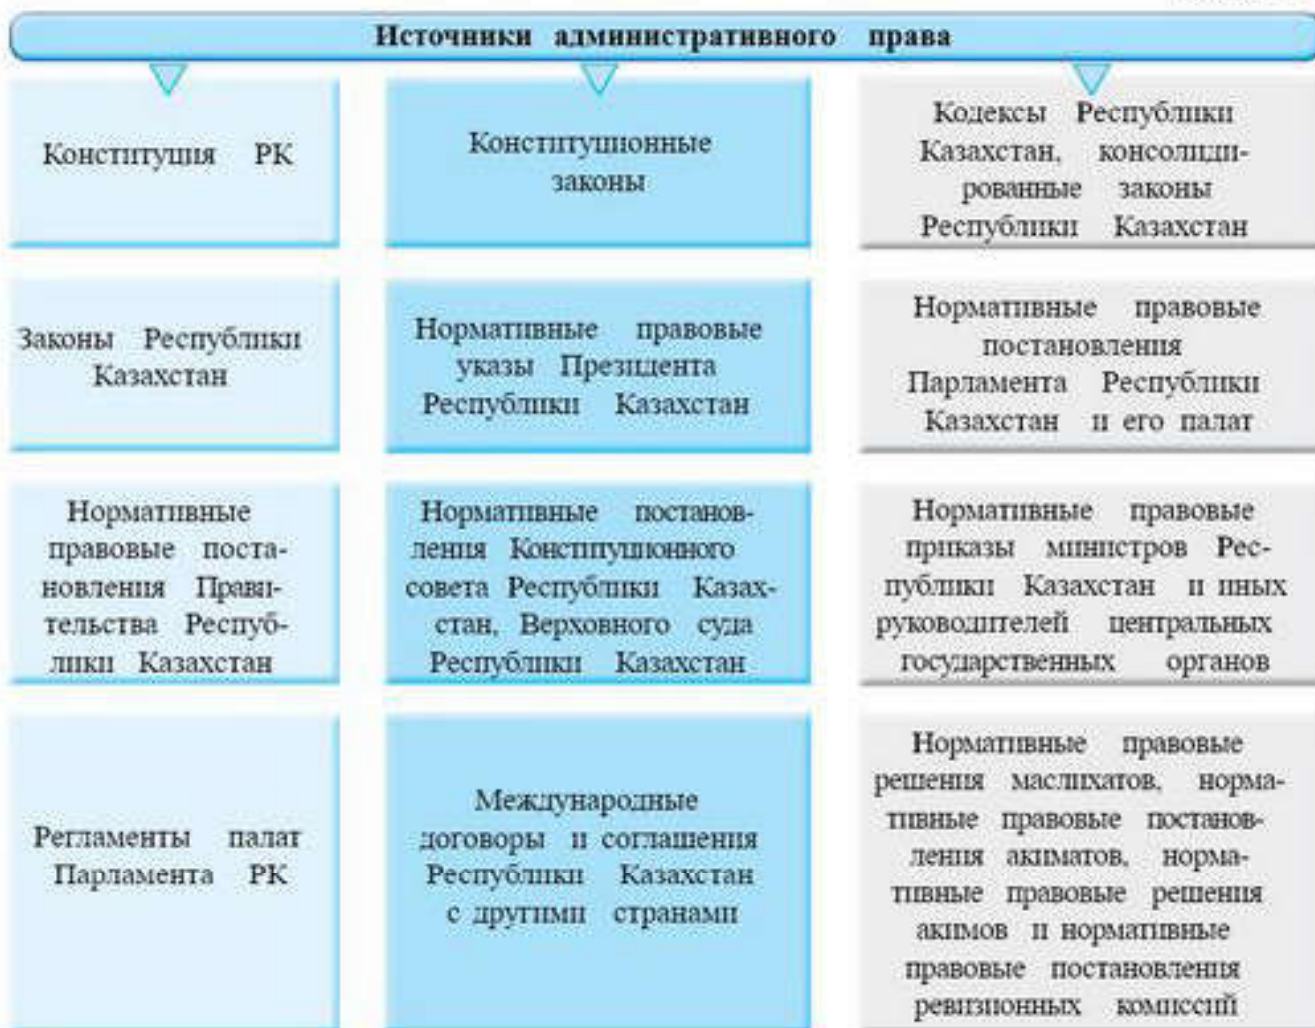 Источники административного права
Конституция РК
Конституционные
законы
Кодексы Республики
Казахстан, консолиди-
рованные законы
Республики Казахстан
Законы Республики
Казахстан
Нормативные правовые
указы Президента
Республики Казахстан
Нормативные правовые
постановления
Парламента Республики
Казахстан и его палат
Нормативные
правовые поста-
новления Прави-
тельства Респуб-
лики Казахстан
Нормативные постанов-
ления Конституционного
совета Республики Казах-
стан, Верховного суда
Республики Казахстан
Нормативные правовые
приказы министров Рес-
публики Казахстан и иных
руководителей центральных
государственных органов
Регламенты палат
Парламента РК
Международные
договоры и соглашения
Республики Казахстан
с другими странами
Нормативные правовые
решения маслихатов, норма-
тивные правовые постанов-
ления акиматов, норма-
тивные правовые решения
акимов и нормативные
правовые постановления
ревизионных комиссий